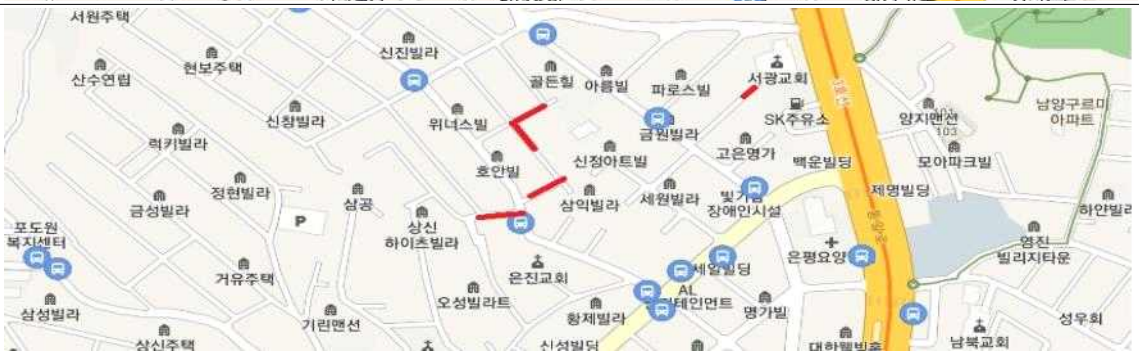 서원주택
신진빌라
산수연립
현보주택
골든힐
아름빌
파로스빌
서광교회
신창빌라
위너스빌
금원빌라
SK주유소
양지맨션
103
남양구르미
아파트
럭키빌라
호안빌
신정아트빌
고은명가
백운빌딩
모아파크빌
정현빌라
금성빌라
삼공
P
상신
하이츠빌라
삼익빌라
세원빌라
장애인시설
제명빌딩
하얀빌라
포도원
복지센터
거유주택
은진교회
세일빌딩
은평요양
영진
빌리지타운
삼성빌라
오성빌라트
AL
기린맨션
황제빌라
명가빌
성우회
상신주택
신성빌딩
남북교회